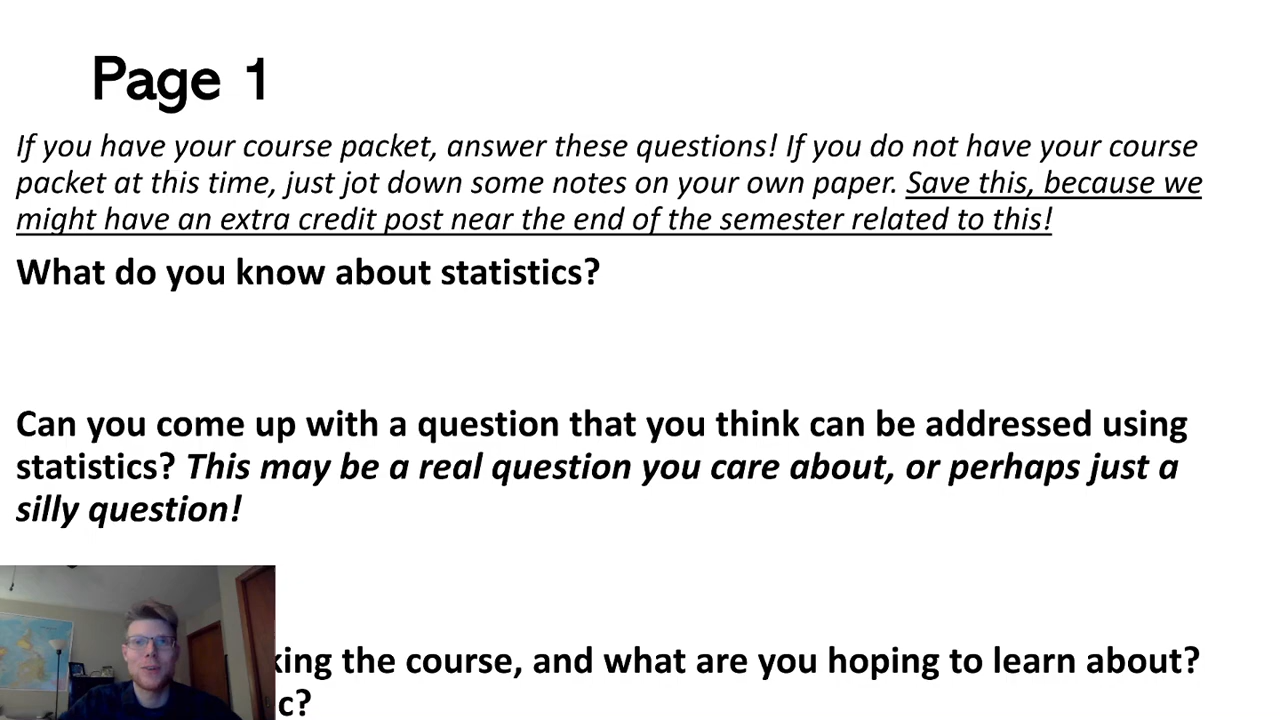 Page 1
If you have your course packet, answer these questions! If you do not have your course
packet at this time, just jot down some notes on your own paper. Save this, because we
might have an extra credit post near the end of the semester related to this!
What do you know about statistics?
Can you come up with a question that you think can be addressed using
statistics? This may be a real question you care about, or perhaps just a
silly question!
the course, and what are you hoping to learn about?